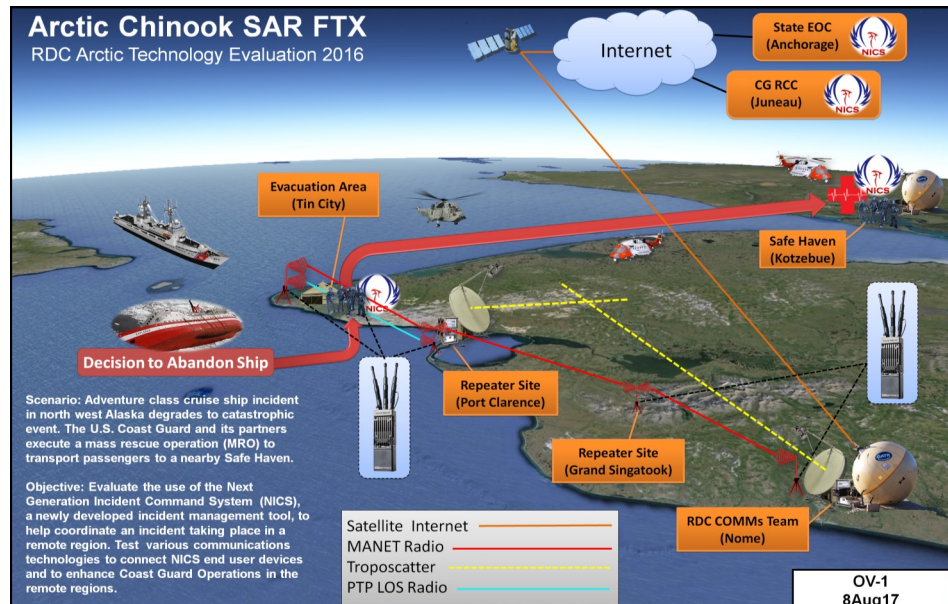 Arctic Chinook SAR FTX
RDC Arctic Technology Evaluation 2016
Internet
State EOC
(Anchorage)
NICS
CG RCC
(Juneau)
NICS
Evacuation Area
(Tin City)
NICS
Safe Haven
(Kotzebue)
NICS
Decision to Abandon Ship
Repeater Site
(Port Clarence)
Repeater Site
(Grand Singatook)
RDC COMMs Team
(Nome)
Scenario: Adventure class cruise ship incident
in north west Alaska degrades to catastrophic
event. The U.S. Coast Guard and its partners
execute a mass rescue operation (MRO) to
transport passengers to a nearby Safe Haven.
Objective: Evaluate the use of the Next
Generation Incident Command System (NICS),
a newly developed incident management tool, to
help coordinate an incident taking place in a
remote region. Test various communications
technologies to connect NICS end user devices
and to enhance Coast Guard Operations in the
remote regions.
Satellite Internet
MANET Radio
Troposcatter
PTP LOS Radio
OV-1
8Aug17